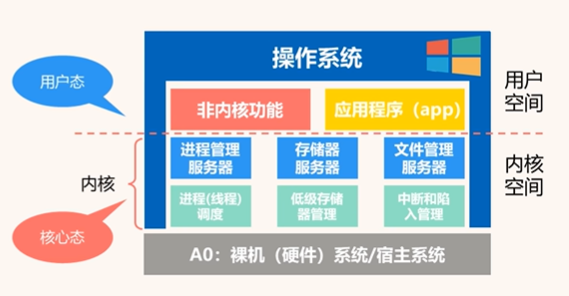 操作系统
用户态
非内核功能
应用程序（app）
用户
空间
进程管理
服务器
存储器
服务器
文件管理
服务器
内核
内核
空间
进程(线程)
调度
低级存储
器管理
中断和陷
入管理
核心态
A0：裸机（硬件）系统/宿主系统